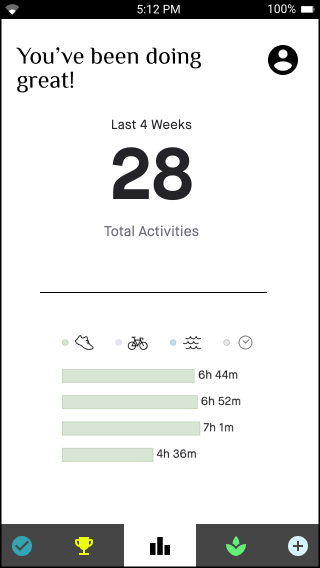 5:12 PM
100%
You’ve been doing
great!
Last 4 Weeks
28
Total Activities
6h 44m
6h 52m
7h 1m
4h 36m